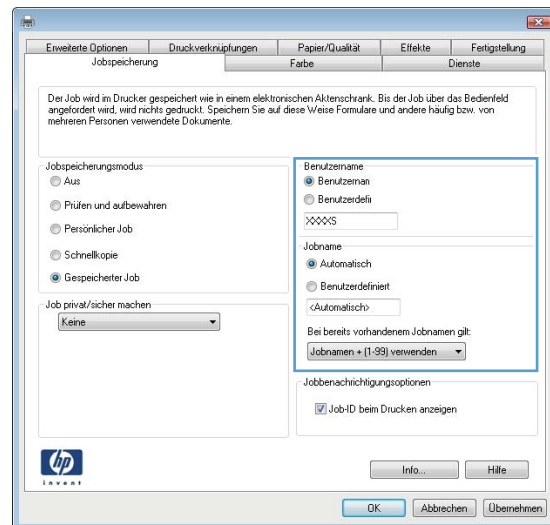 Erweiterte Optionen Druckverknüpfungen Papier/Qualität Effekte Fertigstellung
Jobspeicherung Farbe Dienste
Der Job wird im Drucker gespeichert wie in einem elektronischen Aktenschrank. Bis der Job über das Bedienfeld
angefordert wird, wird nichts gedruckt. Speichern Sie auf diese Weise Formulare und andere häufig bzw. von
mehreren Personen verwendete Dokumente.
Jobspeicherungsmodus
Aus
Prüfen und aufbewahren
Persönlicher Job
Schnellkopie
Gespeicherter Job
Job privat/sicher machen
Keine
Benutzername
Benutzernan
Benutzerdefii
XXXXS
Jobname
Automatisch
Benutzerdefiniert
<Automatisch>
Bei bereits vorhandenem Jobnamen gilt:
Jobnamen + (1-99) verwenden
Jobbenachrichtigungsoptionen
Job-ID beim Drucken anzeigen
hp
invent
Info... Hilfe
OK Abbrechen Übernehmen